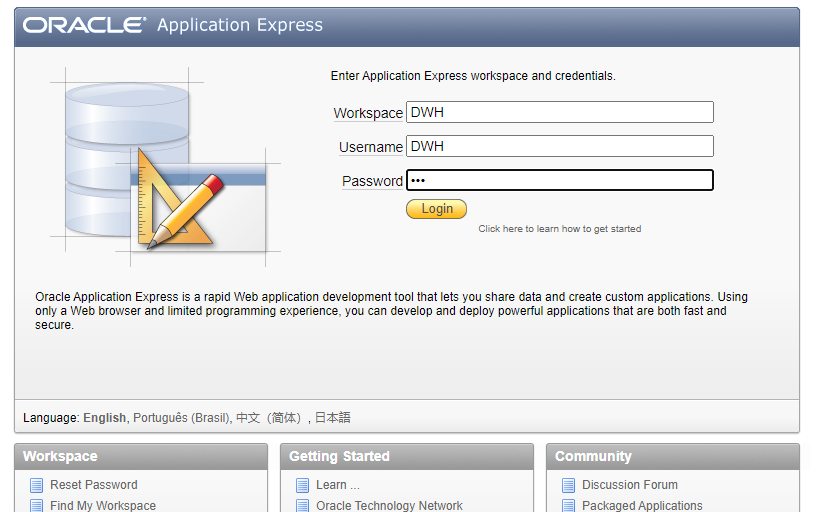 ORACLE® Application Express
Enter Application Express workspace and credentials.
Workspace DWH
Username DWH
Password •••
Login
Click here to learn how to get started
Oracle Application Express is a rapid Web application development tool that lets you share data and create custom applications. Using
only a Web browser and limited programming experience, you can develop and deploy powerful applications that are both fast and
secure.
Language: English, Português (Brasil), 中文（简体）, 日本語
Workspace
Reset Password
Find My Workspace
Getting Started
Learn ...
Oracle Technology Network
Community
Discussion Forum
Packaged Applications